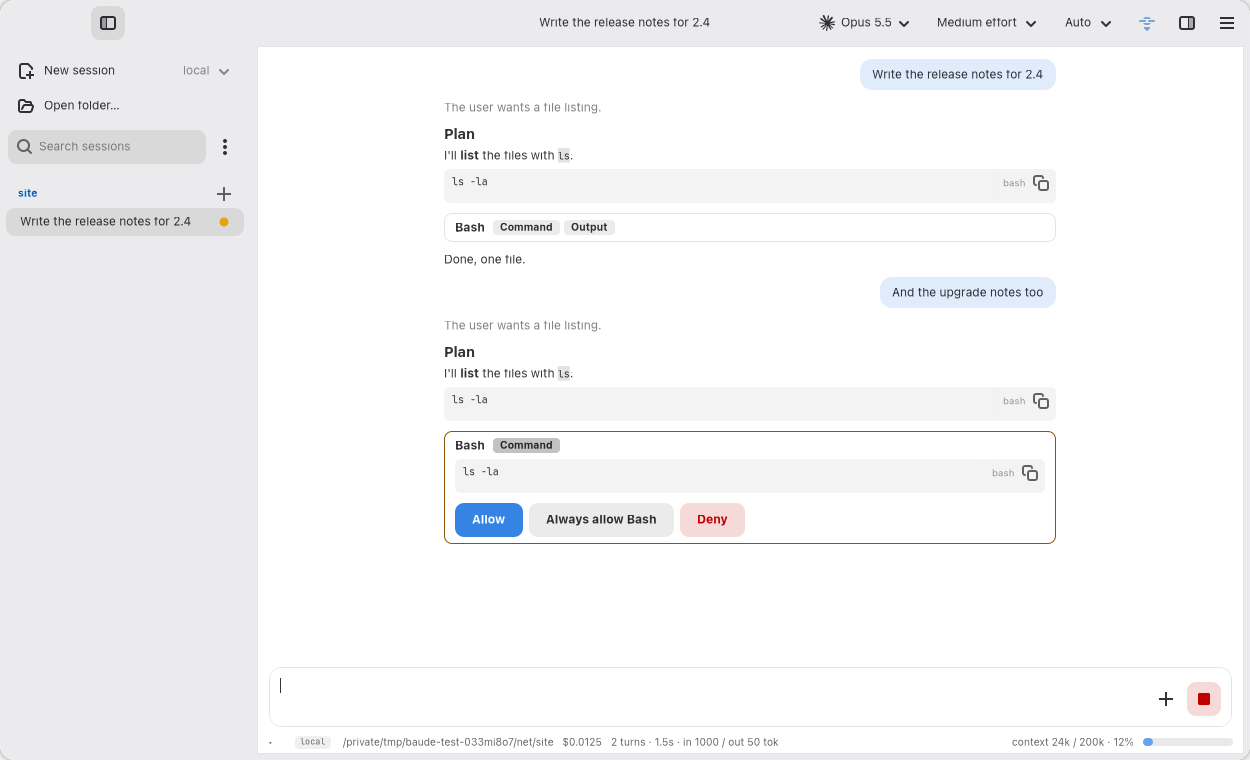 Write the release notes for 2.4
Opus 5.5
Medium effort
Auto
New session
local
Open folder...
Search sessions
site
Write the release notes for 2.4
Write the release notes for 2.4
The user wants a file listing.
Plan
I'll list the files with ls.
ls -la
bash
Bash Command Output
Done, one file.
And the upgrade notes too
The user wants a file listing.
Plan
I'll list the files with ls.
ls -la
bash
Bash Command
ls -la
bash
Allow
Always allow Bash
Deny
local /private/tmp/baude-test-033mi8o7/net/site $0.0125 2 turns · 1.5s · in 1000 / out 50 tok
context 24k / 200k · 12%